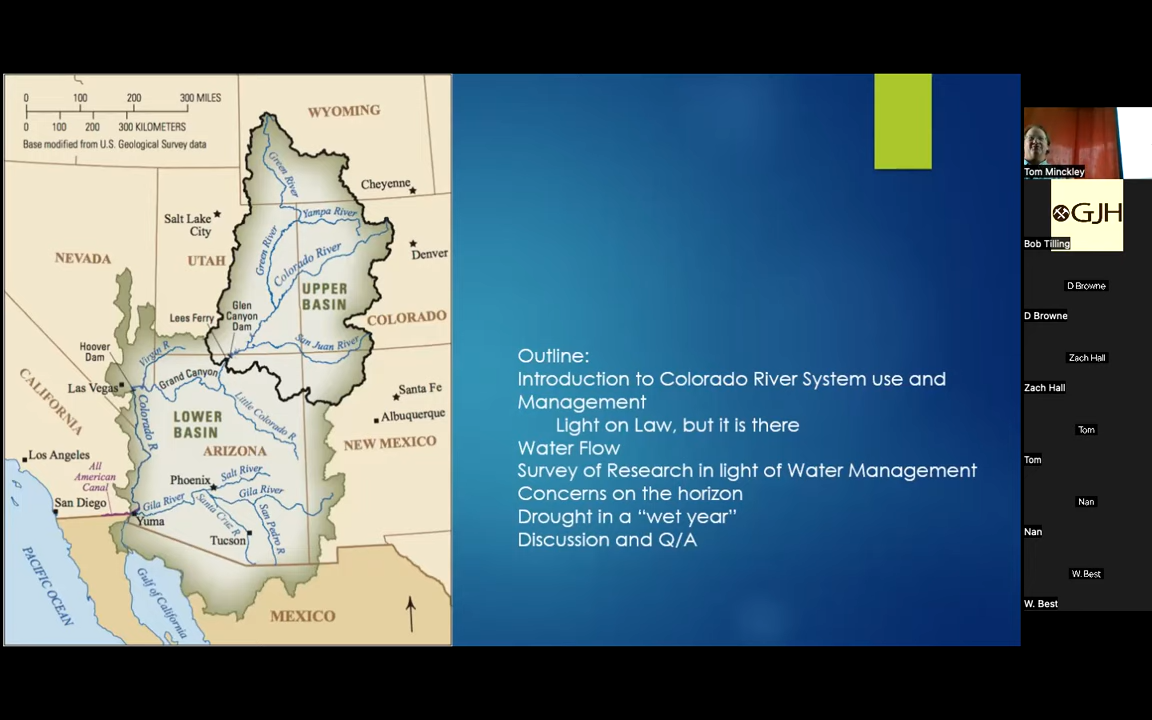 0 100 200 300 MILES
0 100 200 300 KILOMETERS
Base modified from U.S. Geological Survey data
WYOMING
Green River
Cheyenne
Yampa River
Salt Lake
City
Green River
Colorado River
Denver
NEVADA
UTAH
UPPER
BASIN
Glen
Canyon
Dam
Lees Ferry
COLORADO
San Juan River
Hoover
Dam
Virgin R
Grand Canyon
Las Vegas
Santa Fe
Albuquerque
CALIFORNIA
Colorado R
Little Colorado R
LOWER
BASIN
NEW MEXICO
ARIZONA
Los Angeles
All
American
Canal
Phoenix
Salt River
Gila River
San Diego
Gila River
Santa Cruz R
San Pedro R
Yuma
Tucson
PACIFIC OCEAN
Gulf of California
MEXICO
Outline:
Introduction to Colorado River System use and
Management
Light on Law, but it is there
Water Flow
Survey of Research in light of Water Management
Concerns on the horizon
Drought in a “wet year”
Discussion and Q/A
Tom Minckley
GJH
Bob Tilling
D Browne
D Browne
Zach Hall
Zach Hall
Tom
Tom
Nan
Nan
W. Best
W. Best